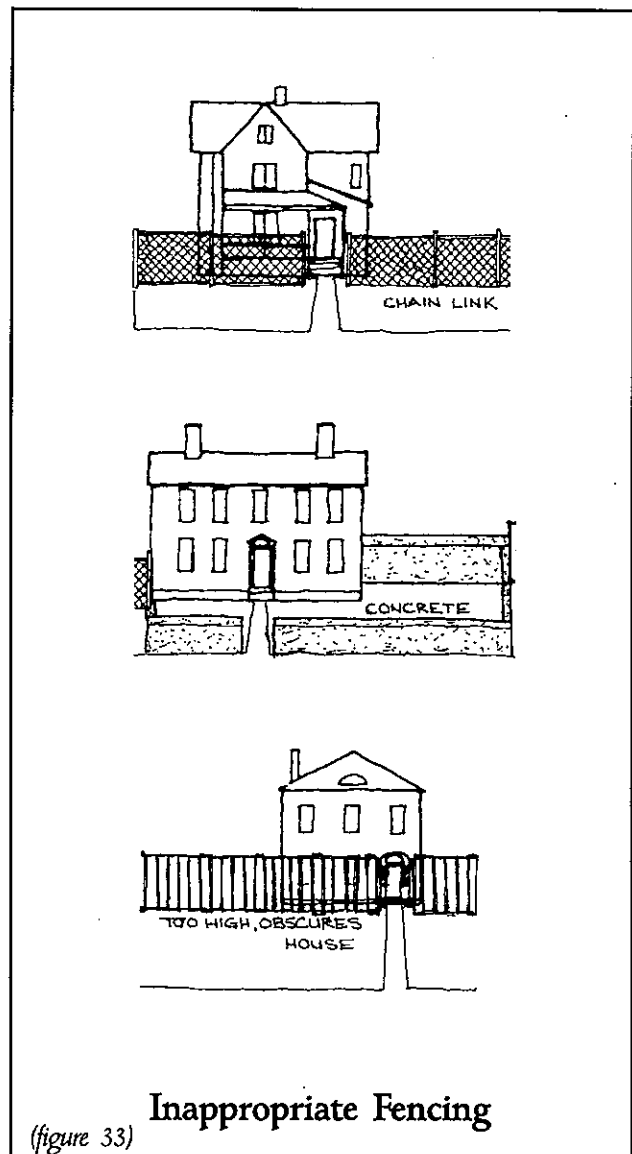 CHAIN LINK
CONCRETE
TOO HIGH, OBSCURES
HOUSE
Inappropriate Fencing
(figure 33)